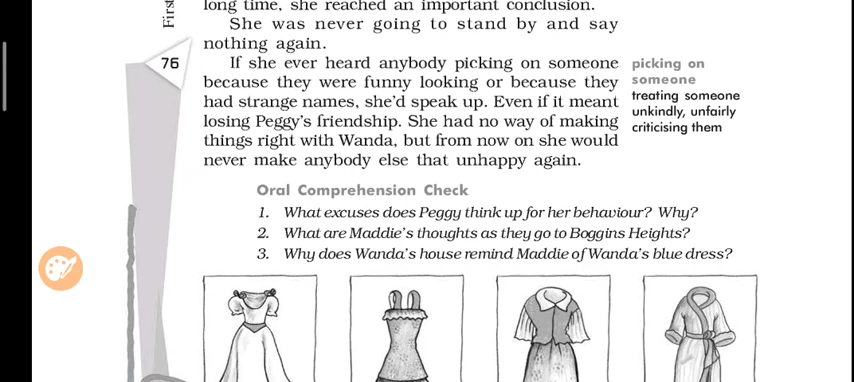 First
long time, she reached an important conclusion.
She was never going to stand by and say
nothing again.
76
If she ever heard anybody picking on someone
because they were funny looking or because they
had strange names, she'd speak up. Even if it meant
losing Peggy's friendship. She had no way of making
things right with Wanda, but from now on she would
never make anybody else that unhappy again.
picking on
someone
treating someone
unkindly, unfairly
criticising them
Oral Comprehension Check
1. What excuses does Peggy think up for her behaviour? Why?
2. What are Maddie's thoughts as they go to Boggins Heights?
3. Why does Wanda's house remind Maddie of Wanda's blue dress?